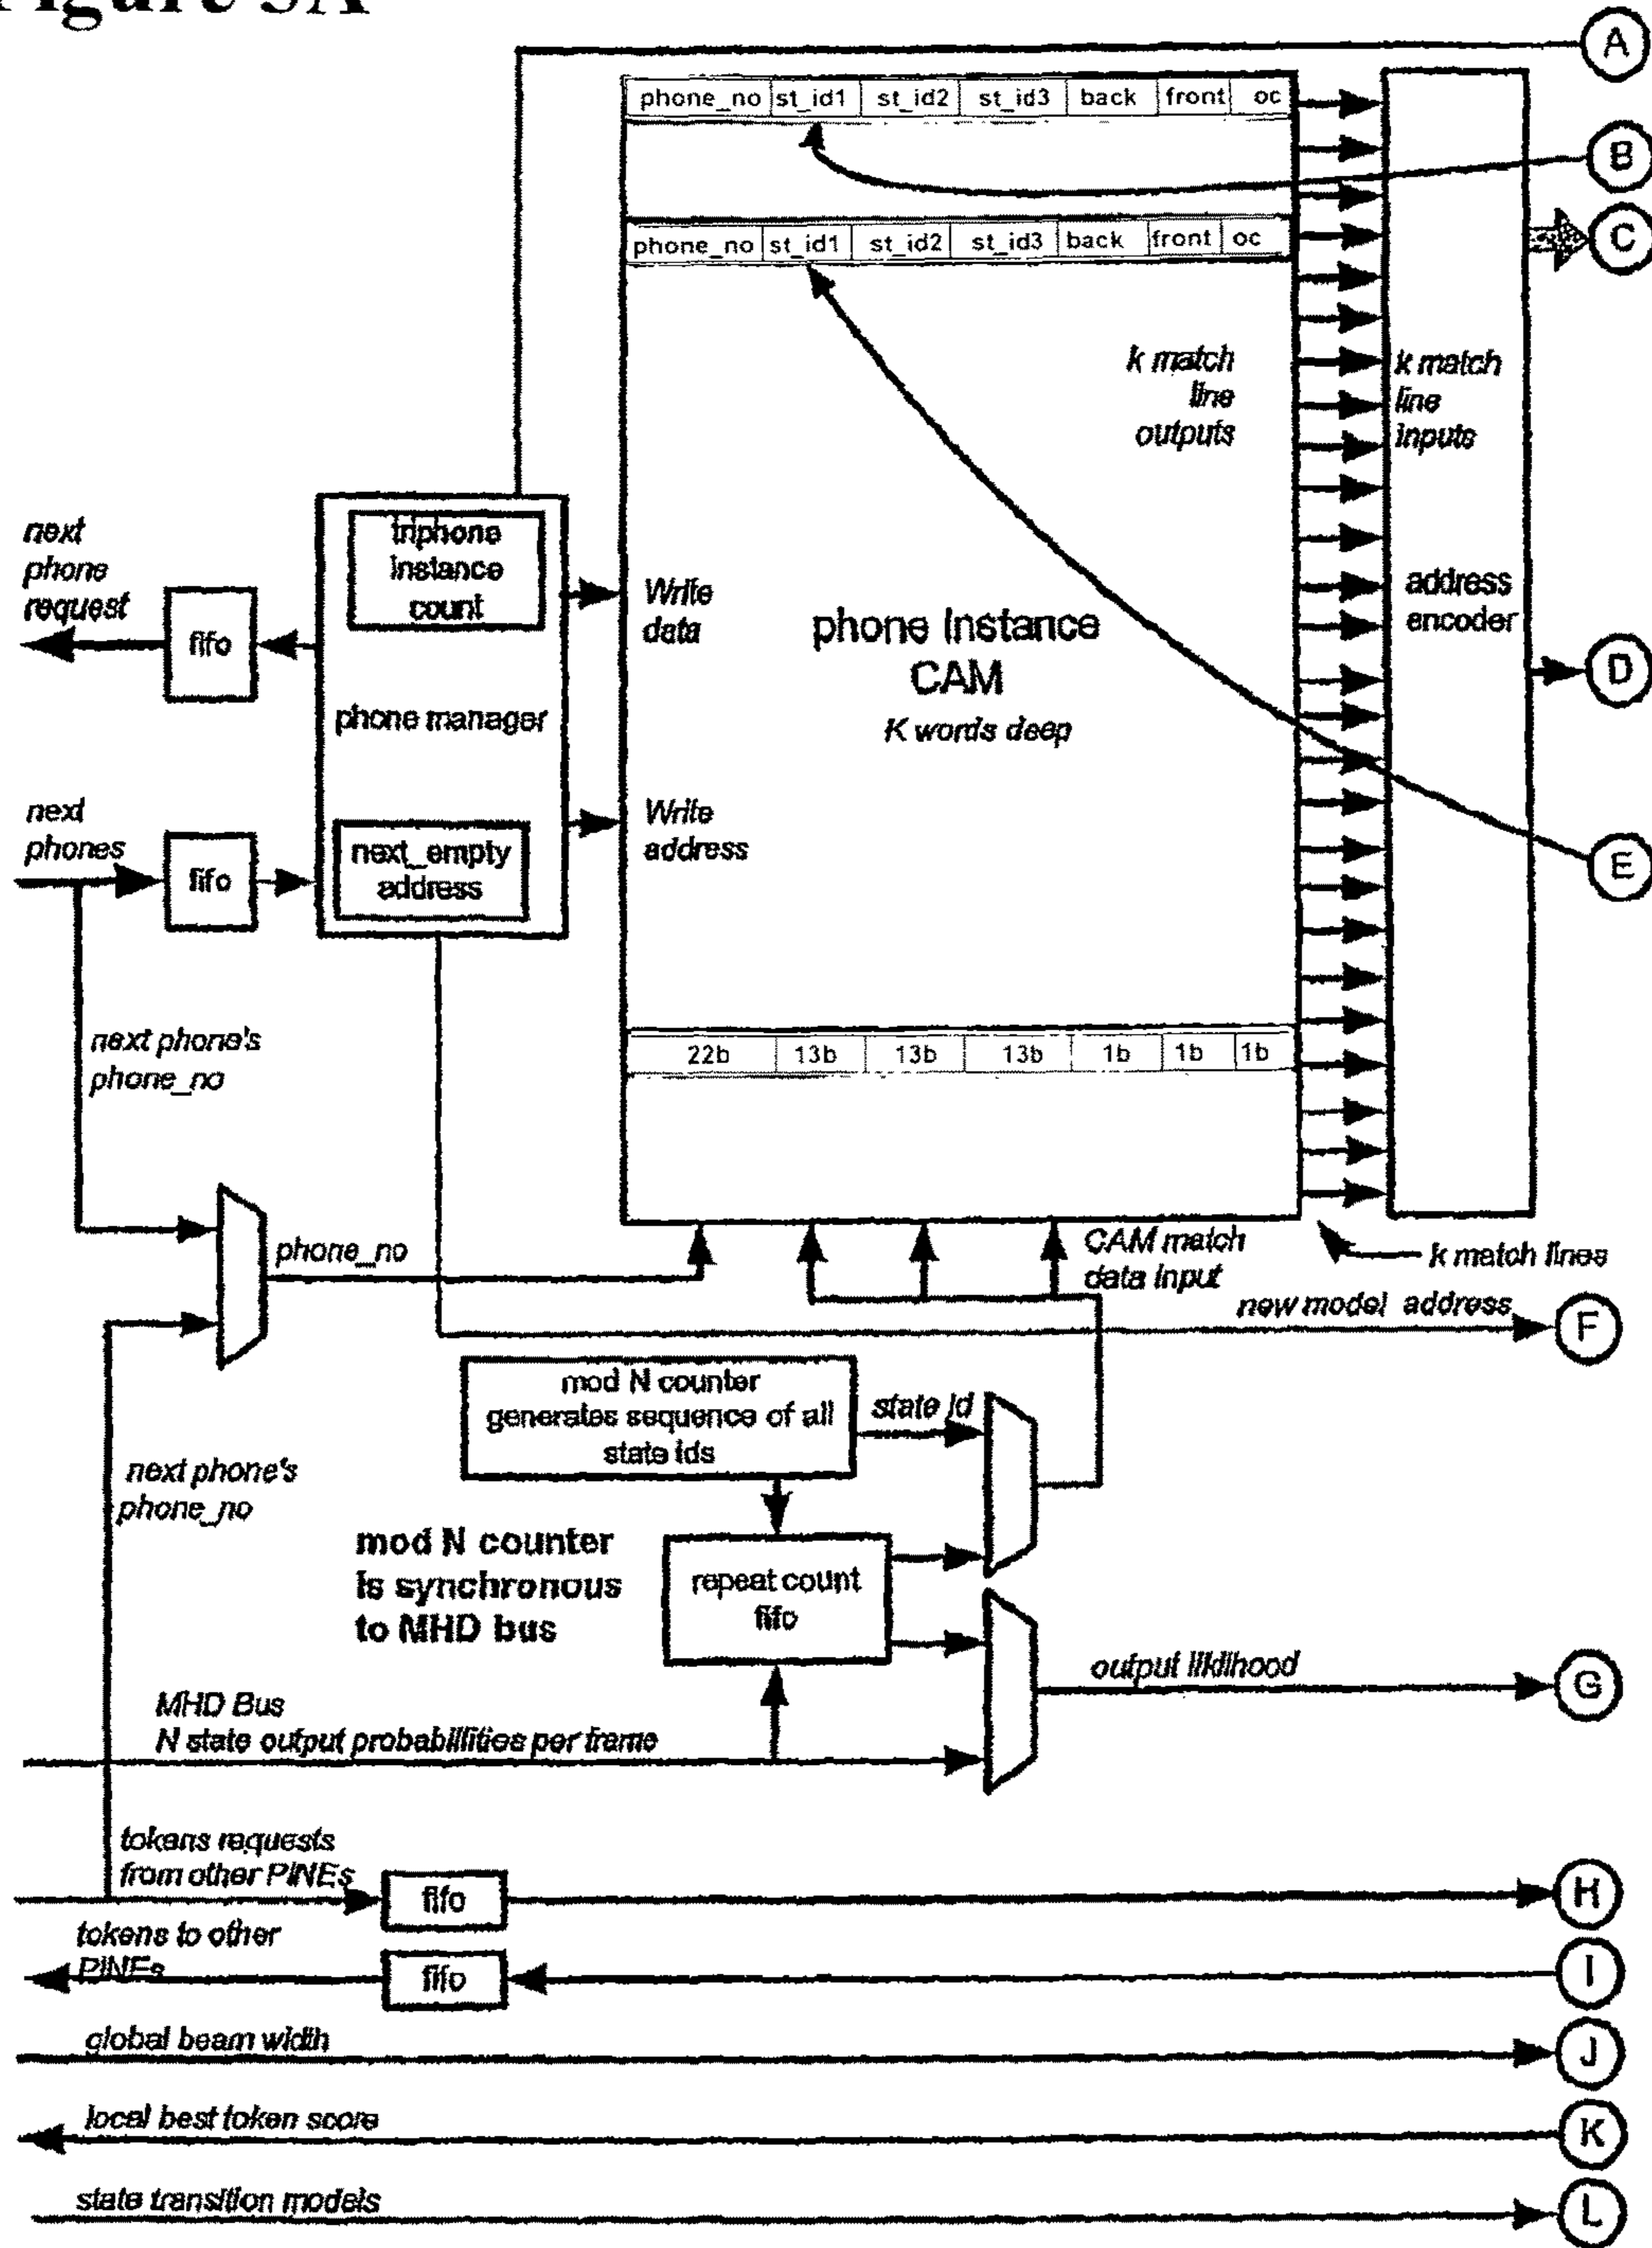 Figure 3A
A
phone_no st_id1 st_id2 st_id3 back front oc
B
phone_no st_id1 st_id2 st_id3 back front oc
C
k match
line
outputs
k match
line
inputs
next
phone
request
fifo
triphone
instance
count
phone manager
Write
data
phone Instance
CAM
K words deep
address
encoder
D
next
phones
fifo
next_empty
address
Write
address
E
next phone's
phone_no
22b 13b 13b 13b 1b 1b 1b
phone_no
CAM match
data input
k match lines
new model address
F
mod N counter
generates sequence of all
state ids
state id
next phone's
phone_no
mod N counter
is synchronous
to MHD bus
repeat count
fifo
output liklihood
G
MHD Bus
N state output probabillities per frame
tokens requests
from other PINEs
fifo
H
tokens to other
PINEs
fifo
I
global beam width
J
local best token score
K
state transition models
L